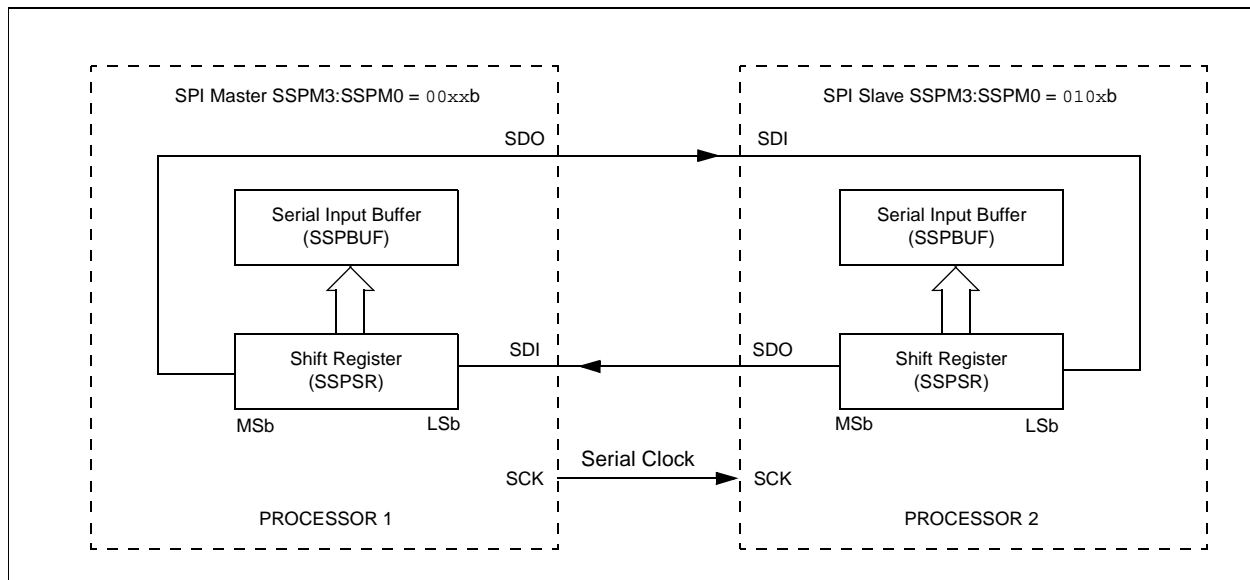 SPI Master SSPM3:SSPM0 = 00xxb
SDO
Serial Input Buffer
(SSPBUF)
Shift Register
(SSPSR)
MSb
LSb
SDI
SCK
PROCESSOR 1
Serial Clock
SPI Slave SSPM3:SSPM0 = 010xb
SDI
Serial Input Buffer
(SSPBUF)
SDO
Shift Register
(SSPSR)
MSb
LSb
SCK
PROCESSOR 2